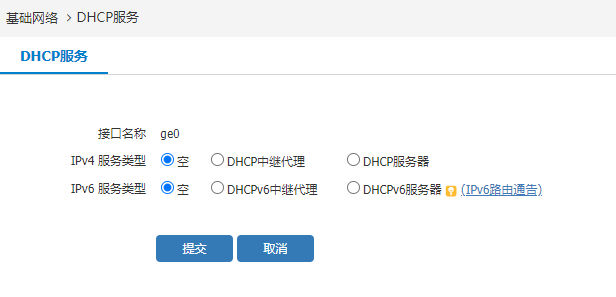 基础网络 > DHCP服务
DHCP服务
接口名称 ge0
IPv4 服务类型 空 DHCP中继代理 DHCP服务器
IPv6 服务类型 空 DHCPv6中继代理 DHCPv6服务器 (IPv6路由通告)
提交 取消